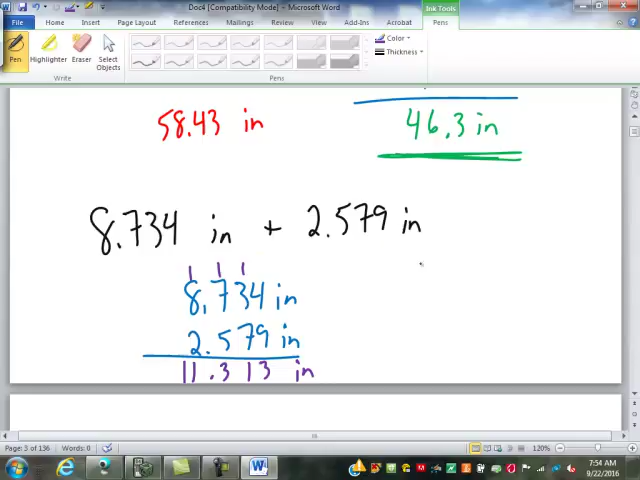 Doc4 [Compatibility Mode] - Microsoft Word
Ink Tools
File Home Insert Page Layout References Mailings Review View Add-Ins Acrobat Pens
Pen Highlighter Eraser Select Objects
Color
Thickness
Write
Pens
58.43 in
46.3 in
8.734 in + 2.579 in
1 1 1
8.734 in
2.579 in
11.313 in
Page: 3 of 136 Words: 0
120%
7:54 AM
9/22/2016